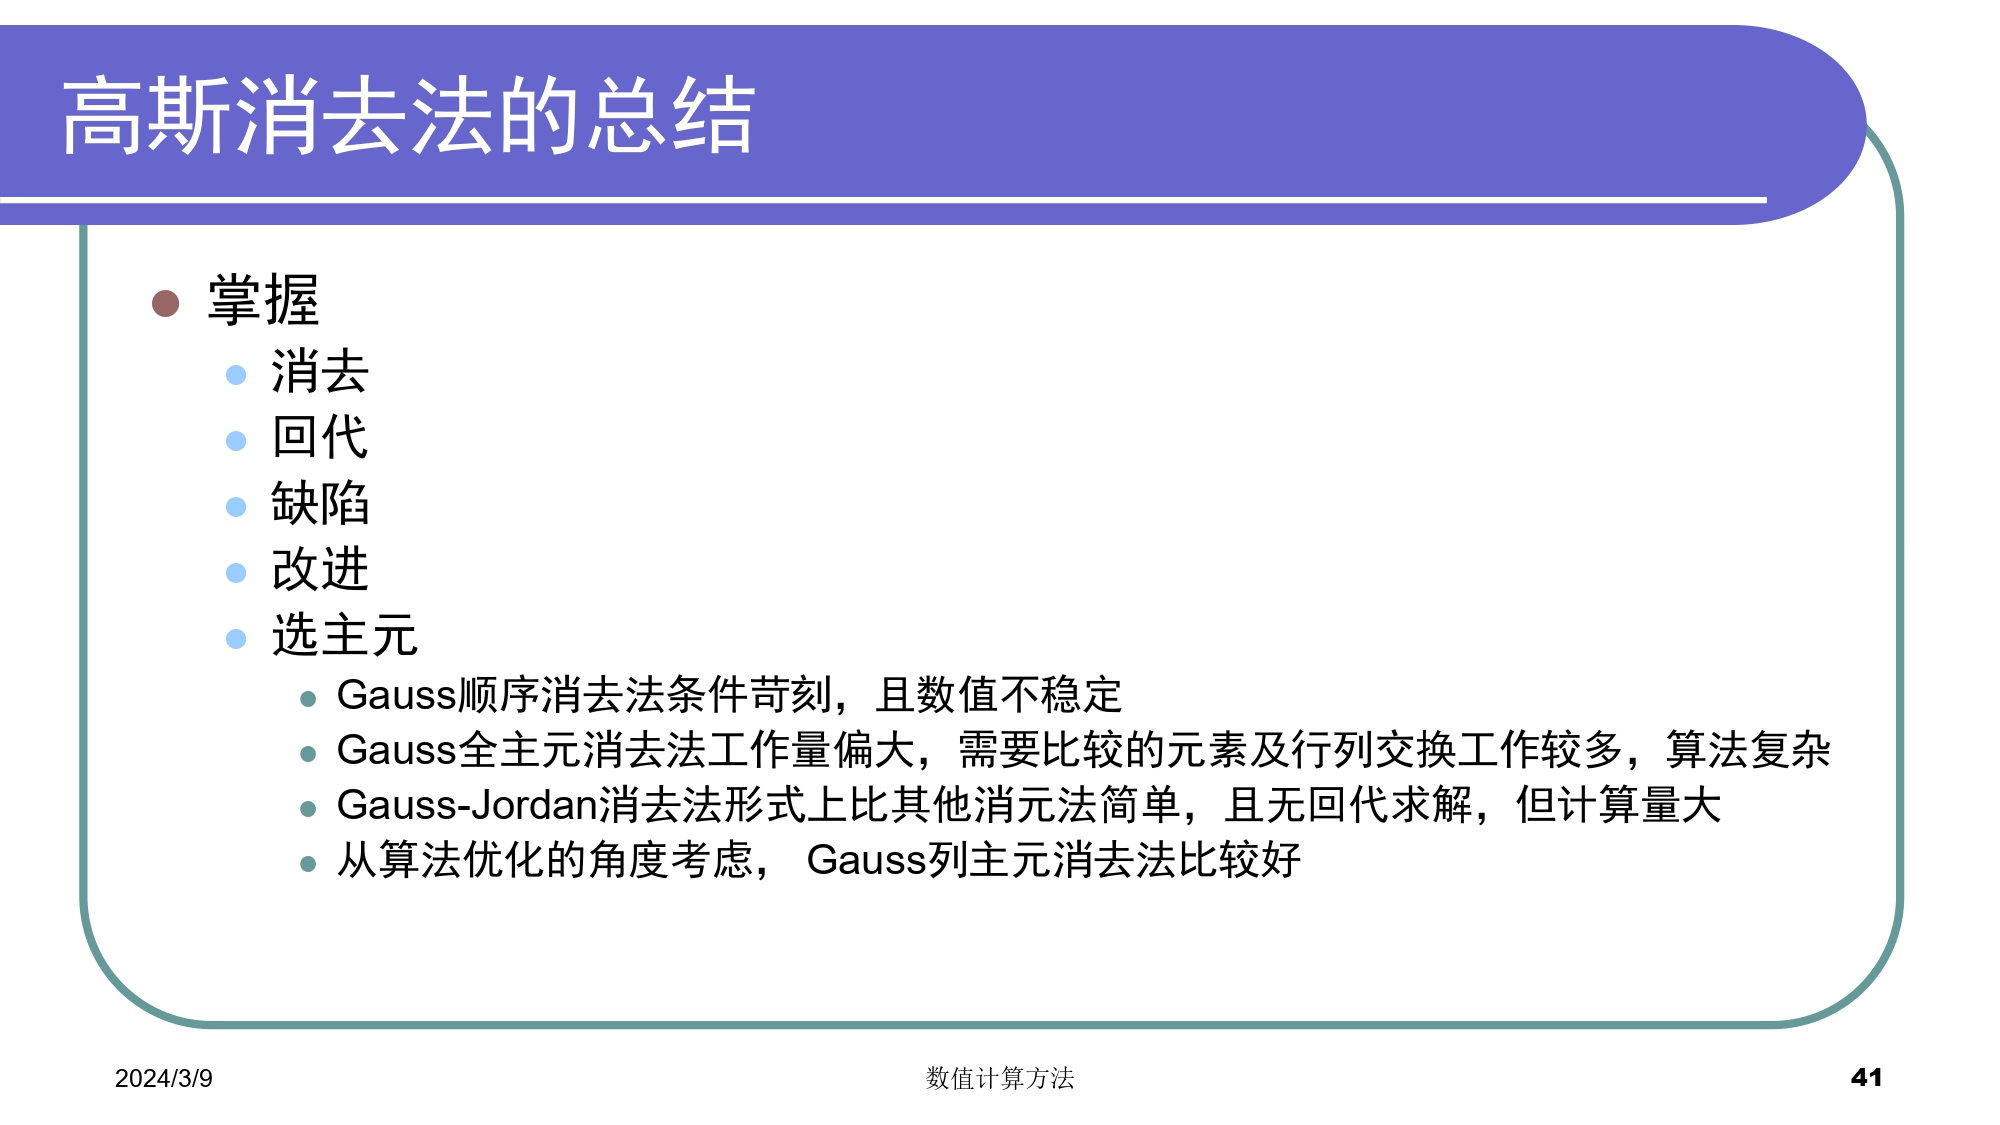 高斯消去法的总结
掌握
消去
回代
缺陷
改进
选主元
Gauss顺序消去法条件苛刻，且数值不稳定
Gauss全主元消去法工作量偏大，需要比较的元素及行列交换工作较多，算法复杂
Gauss-Jordan消去法形式上比其他消元法简单，且无回代求解，但计算量大
从算法优化的角度考虑， Gauss列主元消去法比较好
2024/3/9
数值计算方法
41